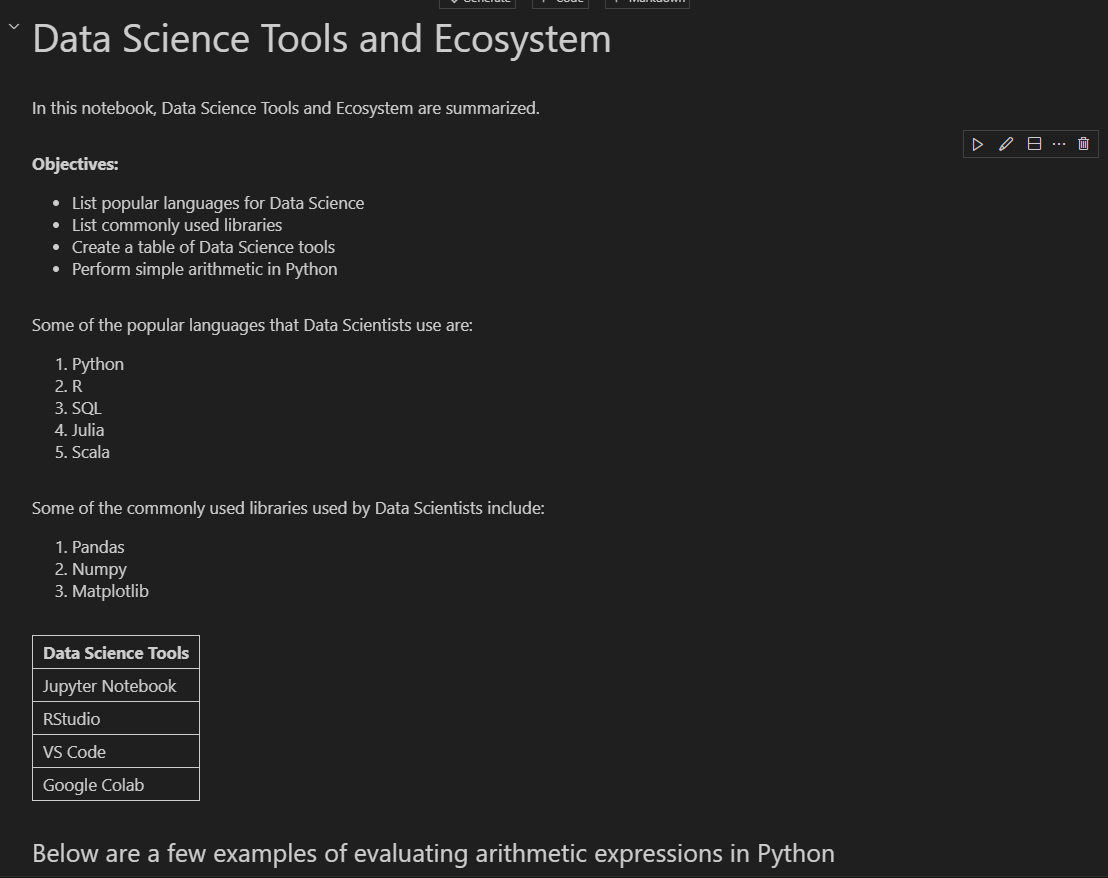 Generate Code Markdown
Data Science Tools and Ecosystem
In this notebook, Data Science Tools and Ecosystem are summarized.
Objectives:
• List popular languages for Data Science
• List commonly used libraries
• Create a table of Data Science tools
• Perform simple arithmetic in Python
Some of the popular languages that Data Scientists use are:
1. Python
2. R
3. SQL
4. Julia
5. Scala
Some of the commonly used libraries used by Data Scientists include:
1. Pandas
2. Numpy
3. Matplotlib
Data Science Tools
Jupyter Notebook
RStudio
VS Code
Google Colab
Below are a few examples of evaluating arithmetic expressions in Python